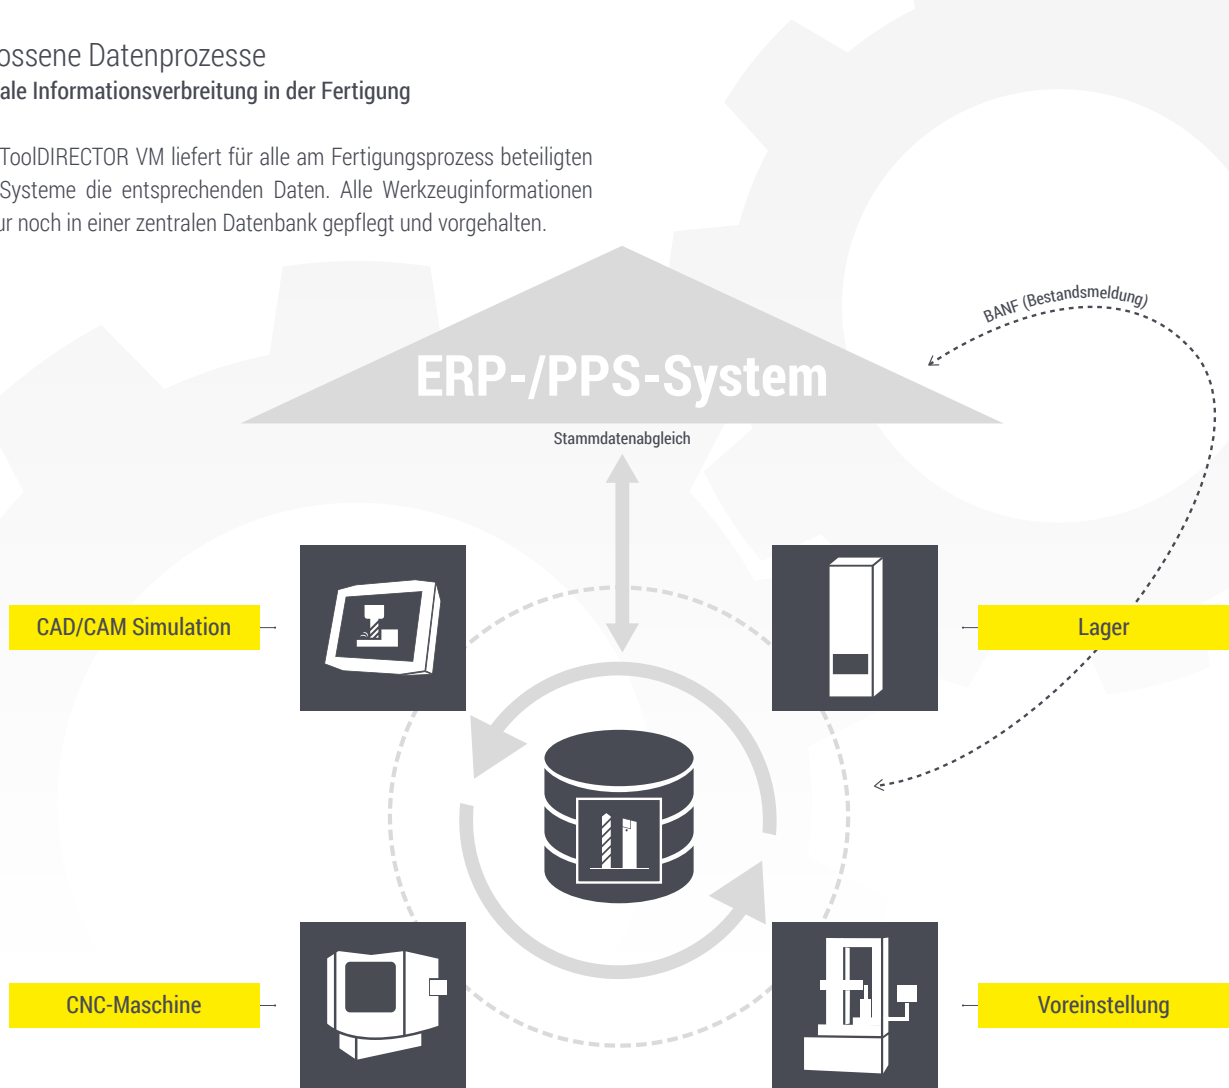 ossene Datenprozesse
ale Informationsverbreitung in der Fertigung
ToolDIRECTOR VM liefert für alle am Fertigungsprozess beteiligten
Systeme die entsprechenden Daten. Alle Werkzeuginformationen
ur noch in einer zentralen Datenbank gepflegt und vorgehalten.
BANF (Bestandsmeldung)
ERP-/PPS-System
Stammdatenabgleich
CAD/CAM Simulation
Lager
CNC-Maschine
Voreinstellung